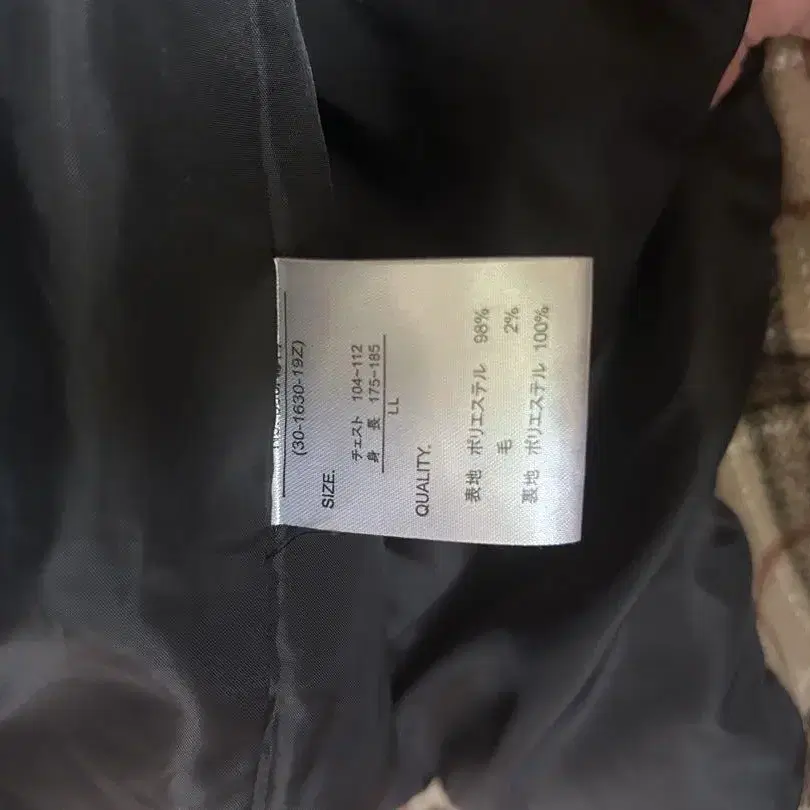 (30-1630-19Z)
SIZE.
チェスト 104-112
身 長 175-185
LL
QUALITY.
表地 ポリエステル 98%
毛 2%
裏地 ポリエステル 100%